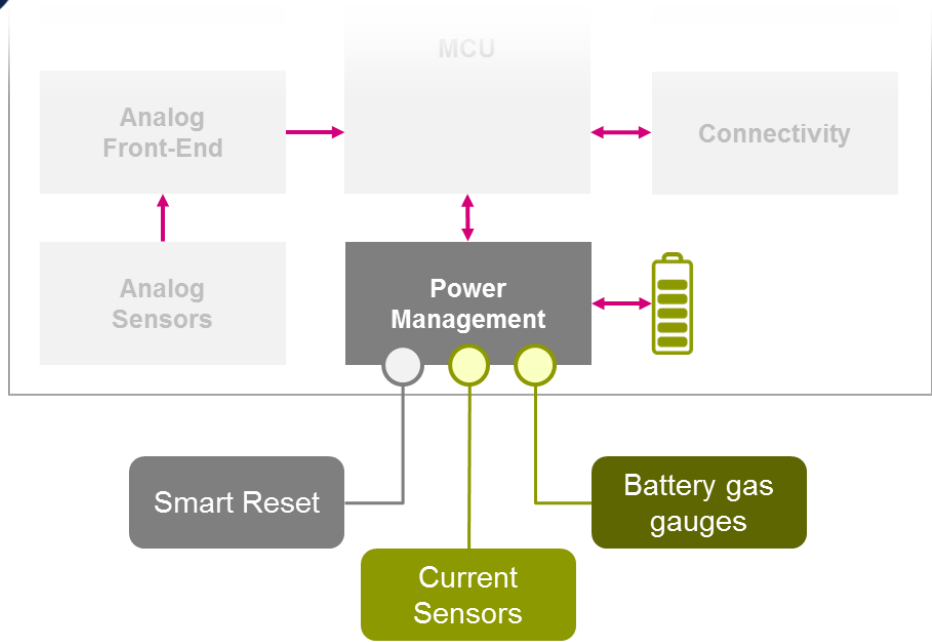 MCU
Analog
Front-End
Connectivity
Analog
Sensors
Power
Management
Smart Reset
Battery gas
gauges
Current
Sensors